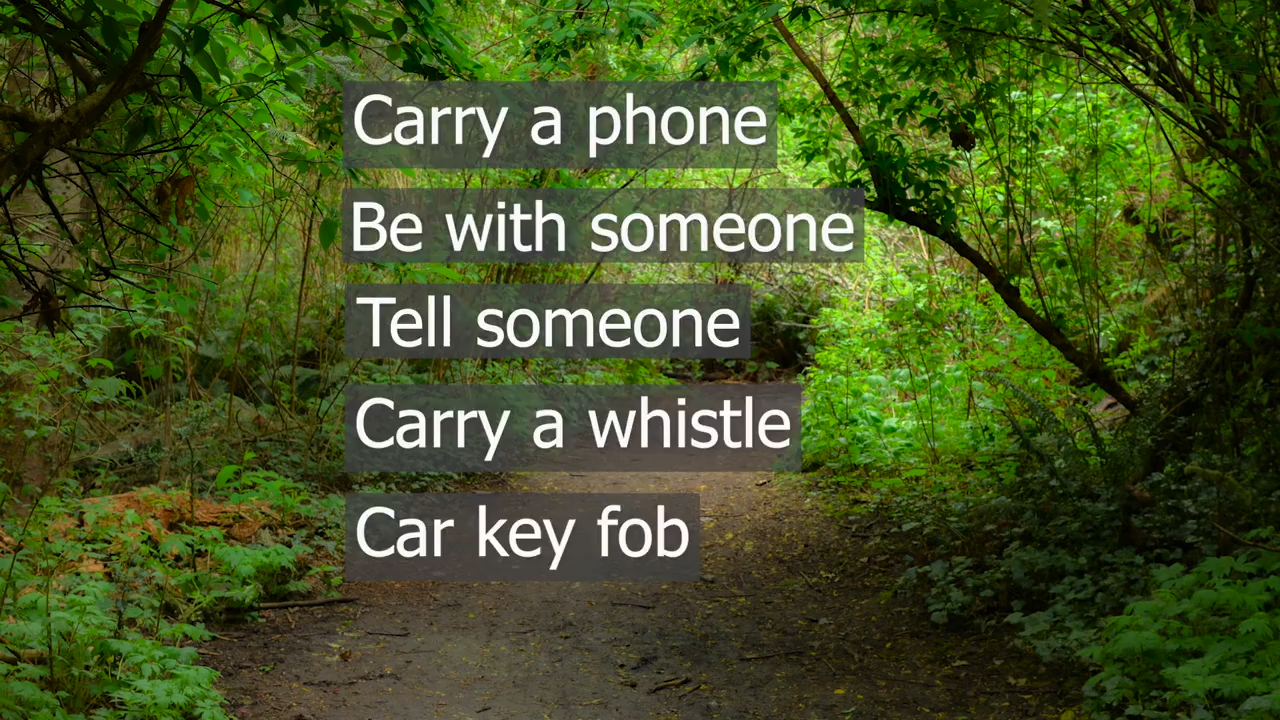 Carry a phone
Be with someone
Tell someone
Carry a whistle
Car key fob